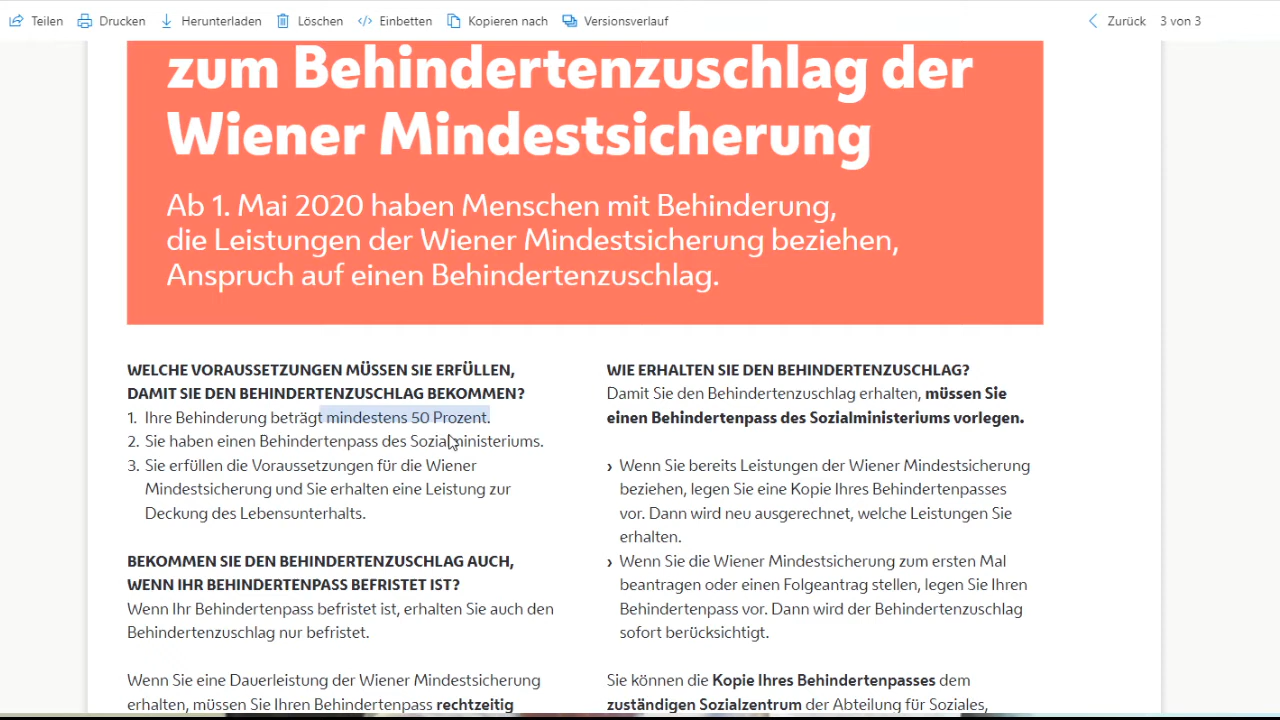 Teilen Drucken Herunterladen Löschen Einbetten Kopieren nach Versionsverlauf Zurück 3 von 3
zum Behindertenzuschlag der
Wiener Mindestsicherung
Ab 1. Mai 2020 haben Menschen mit Behinderung,
die Leistungen der Wiener Mindestsicherung beziehen,
Anspruch auf einen Behindertenzuschlag.
WELCHE VORAUSSETZUNGEN MÜSSEN SIE ERFÜLLEN,
DAMIT SIE DEN BEHINDERTENZUSCHLAG BEKOMMEN?
1. Ihre Behinderung beträgt mindestens 50 Prozent.
2. Sie haben einen Behindertenpass des Sozialministeriums.
3. Sie erfüllen die Voraussetzungen für die Wiener
Mindestsicherung und Sie erhalten eine Leistung zur
Deckung des Lebensunterhalts.
BEKOMMEN SIE DEN BEHINDERTENZUSCHLAG AUCH,
WENN IHR BEHINDERTENPASS BEFRISTET IST?
Wenn Ihr Behindertenpass befristet ist, erhalten Sie auch den
Behindertenzuschlag nur befristet.
Wenn Sie eine Dauerleistung der Wiener Mindestsicherung
erhalten, müssen Sie Ihren Behindertenpass rechtzeitig
WIE ERHALTEN SIE DEN BEHINDERTENZUSCHLAG?
Damit Sie den Behindertenzuschlag erhalten, müssen Sie
einen Behindertenpass des Sozialministeriums vorlegen.
› Wenn Sie bereits Leistungen der Wiener Mindestsicherung
beziehen, legen Sie eine Kopie Ihres Behindertenpasses
vor. Dann wird neu ausgerechnet, welche Leistungen Sie
erhalten.
› Wenn Sie die Wiener Mindestsicherung zum ersten Mal
beantragen oder einen Folgeantrag stellen, legen Sie Ihren
Behindertenpass vor. Dann wird der Behindertenzuschlag
sofort berücksichtigt.
Sie können die Kopie Ihres Behindertenpasses dem
zuständigen Sozialzentrum der Abteilung für Soziales,